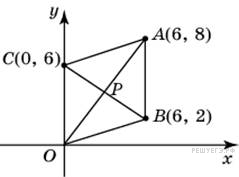 y
A(6, 8)
C(0, 6)
P
B(6, 2)
O
x
РЕШУЕГЭ.РФ